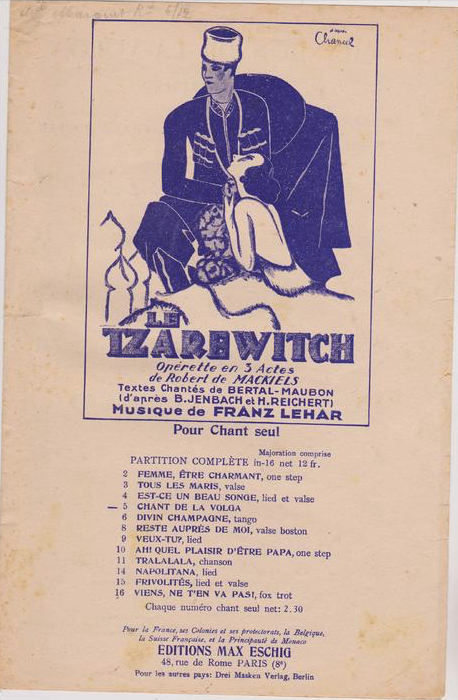 d'après
Chancel
LE
TZAREWITCH
Opérette en 3 Actes
de Robert de MACKIELS
Textes Chantés de BERTAL-MAUBON
(d'après B. JENBACH et H. REICHERT)
Musique de FRANZ LEHAR
Pour Chant seul
Majoration comprise
PARTITION COMPLÈTE in-16 net 12 fr.
2 FEMME, ÊTRE CHARMANT, one step
3 TOUS LES MARIS, valse
4 EST-CE UN BEAU SONGE, lied et valse
5 CHANT DE LA VOLGA
6 DIVIN CHAMPAGNE, tango
8 RESTE AUPRÈS DE MOI, valse boston
9 VEUX-TU?, lied
10 AH! QUEL PLAISIR D'ÊTRE PAPA, one step
11 TRALALALA, chanson
14 NAPOLITANA, lied
15 FRIVOLITÉS, lied et valse
16 VIENS, NE T'EN VA PAS!, fox trot
Chaque numéro chant seul net: 2.30
Pour la France, ses Colonies et ses protectorats, la Belgique,
la Suisse Française, et la Principauté de Monaco
EDITIONS MAX ESCHIG
48, rue de Rome PARIS (8e)
Pour les autres pays: Drei Masken Verlag, Berlin